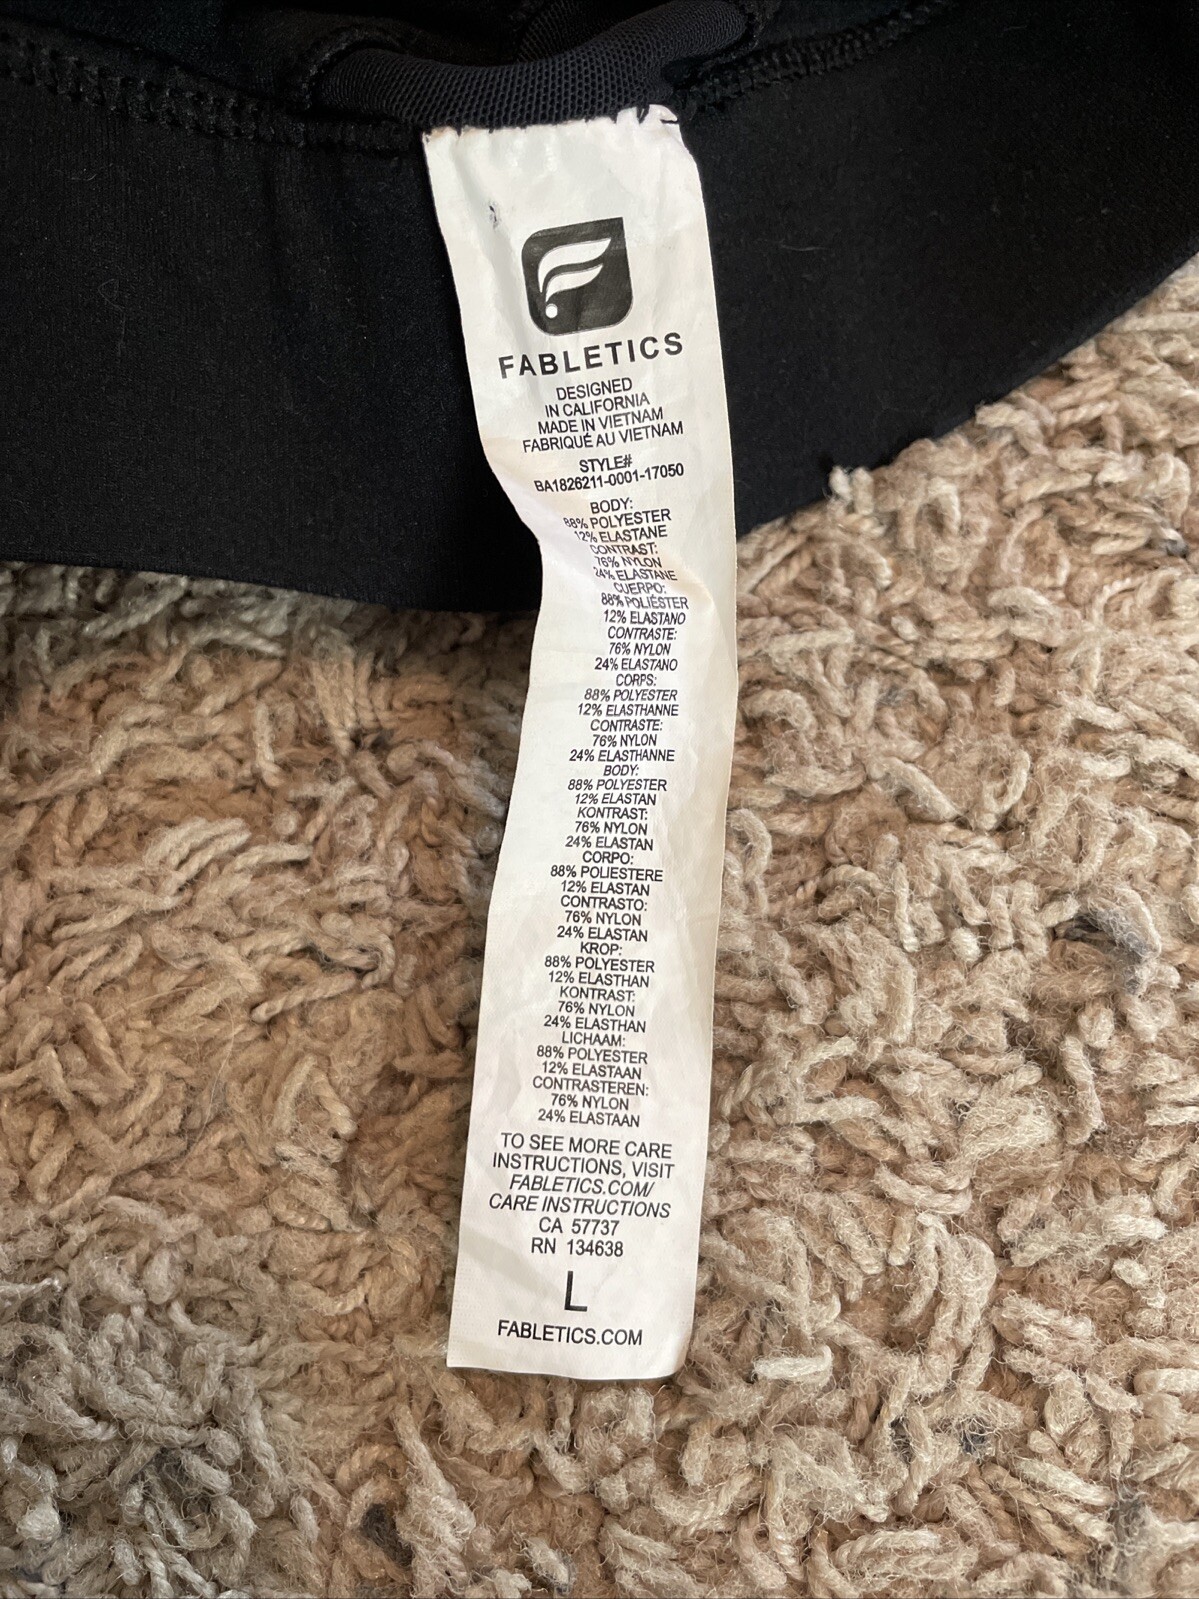 FABLETICS
DESIGNED
IN CALIFORNIA
MADE IN VIETNAM
FABRIQUÉ AU VIETNAM
STYLE#
BA1826211-0001-17050
BODY:
88% POLYESTER
12% ELASTANE
CONTRAST:
76% NYLON
24% ELASTANE
CUERPO:
88% POLIÉSTER
12% ELASTANO
CONTRASTE:
76% NYLON
24% ELASTANO
CORPS:
88% POLYESTER
12% ELASTHANNE
CONTRASTE:
76% NYLON
24% ELASTHANNE
BODY:
88% POLYESTER
12% ELASTAN
KONTRAST:
76% NYLON
24% ELASTAN
CORPO:
88% POLIESTERE
12% ELASTAN
CONTRASTO:
76% NYLON
24% ELASTAN
KROP:
88% POLYESTER
12% ELASTHAN
KONTRAST:
76% NYLON
24% ELASTHAN
LICHAAM:
88% POLYESTER
12% ELASTAAN
CONTRASTEREN:
76% NYLON
24% ELASTAAN
TO SEE MORE CARE
INSTRUCTIONS, VISIT
FABLETICS.COM/
CARE INSTRUCTIONS
CA 57737
RN 134638
L
FABLETICS.COM